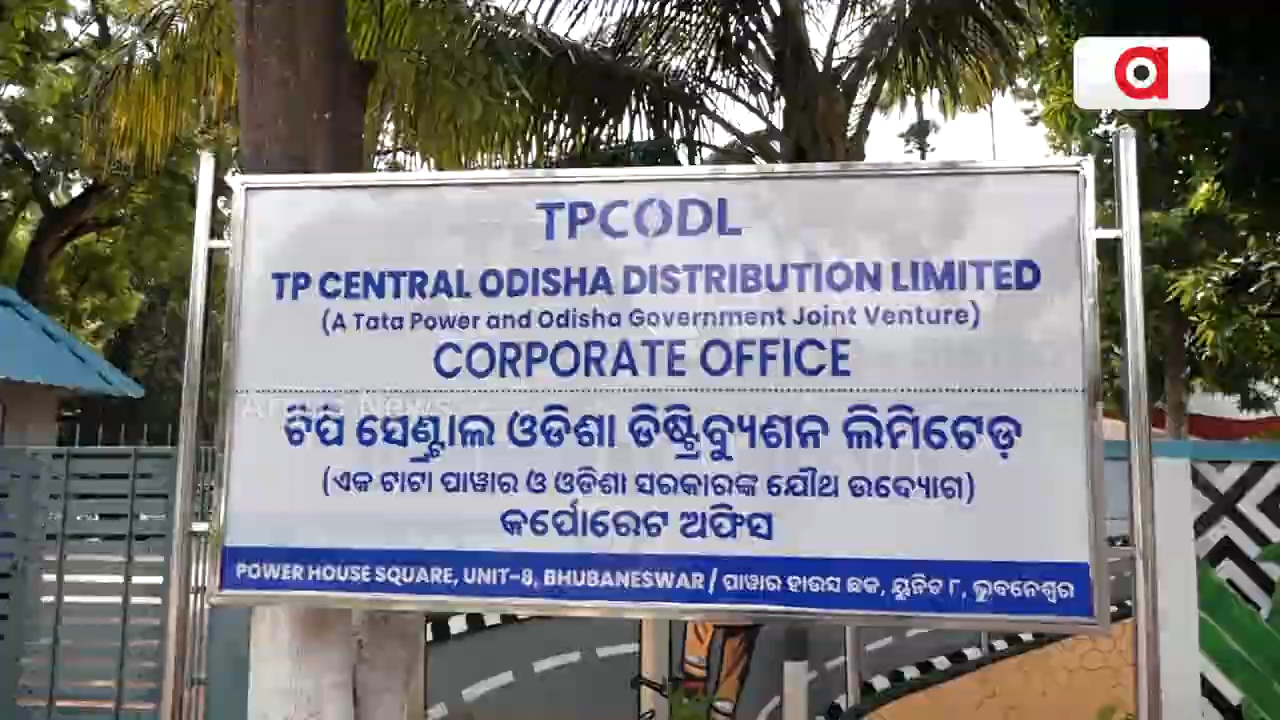 TPCODL
TP CENTRAL ODISHA DISTRIBUTION LIMITED
(A Tata Power and Odisha Government Joint Venture)
CORPORATE OFFICE
ଟିପି ସେଣ୍ଟ୍ରାଲ ଓଡିଶା ଡିଷ୍ଟ୍ରିବ୍ୟୁଶନ ଲିମିଟେଡ଼
(ଏକ ଟାଟା ପାୱାର ଓ ଓଡିଶା ସରକାରଙ୍କ ଯୌଥ ଉଦ୍ୟୋଗ)
କର୍ପୋରେଟ ଅଫିସ
POWER HOUSE SQUARE, UNIT-8, BHUBANESWAR / ପାୱାର ହାଉସ ଛକ, ୟୁନିଟ ୮, ଭୁବନେଶ୍ୱର